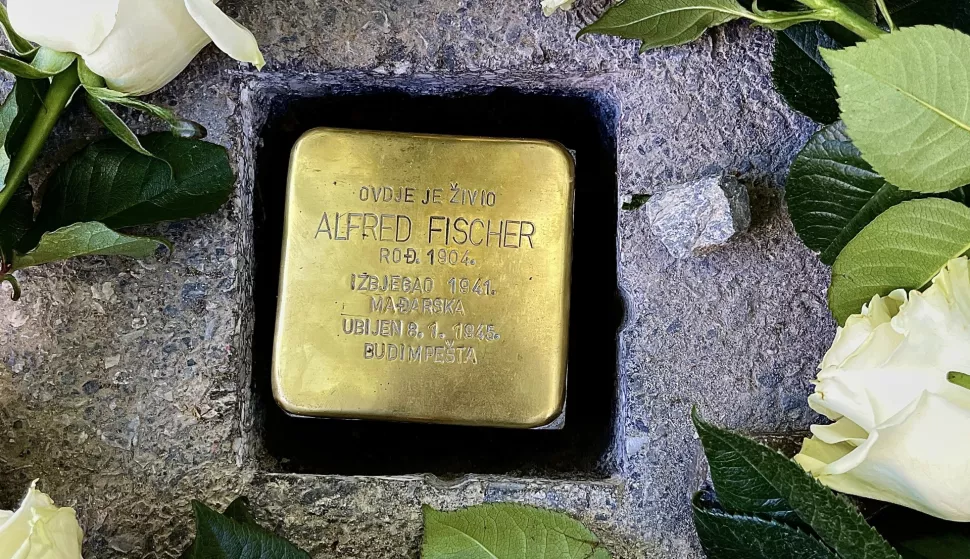 OVDJE JE ŽIVIO
ALFRED FISCHER
ROĐ. 1904.
IZBJEGAO 1941.
MAĐARSKA
UBIJEN 8. 1. 1945.
BUDIMPEŠTA